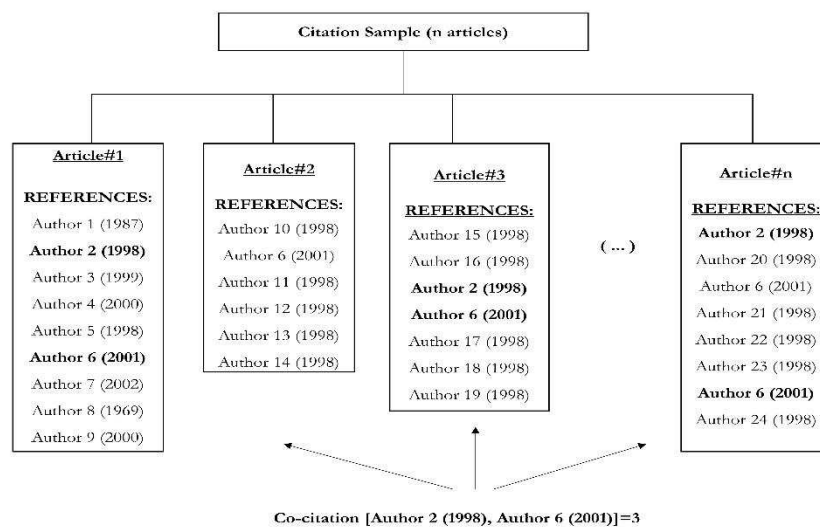 Citation Sample (n articles)
Article#1
REFERENCES:
Author 1 (1987)
Author 2 (1998)
Author 3 (1999)
Author 4 (2000)
Author 5 (1998)
Author 6 (2001)
Author 7 (2002)
Author 8 (1969)
Author 9 (2000)
Article#2
REFERENCES:
Author 10 (1998)
Author 6 (2001)
Author 11 (1998)
Author 12 (1998)
Author 13 (1998)
Author 14 (1998)
Article#3
REFERENCES:
Author 15 (1998)
Author 16 (1998)
Author 2 (1998)
Author 6 (2001)
Author 17 (1998)
Author 18 (1998)
Author 19 (1998)
( ... )
Article#n
REFERENCES:
Author 2 (1998)
Author 20 (1998)
Author 6 (2001)
Author 21 (1998)
Author 22 (1998)
Author 23 (1998)
Author 6 (2001)
Author 24 (1998)
Co-citation [Author 2 (1998), Author 6 (2001)]=3